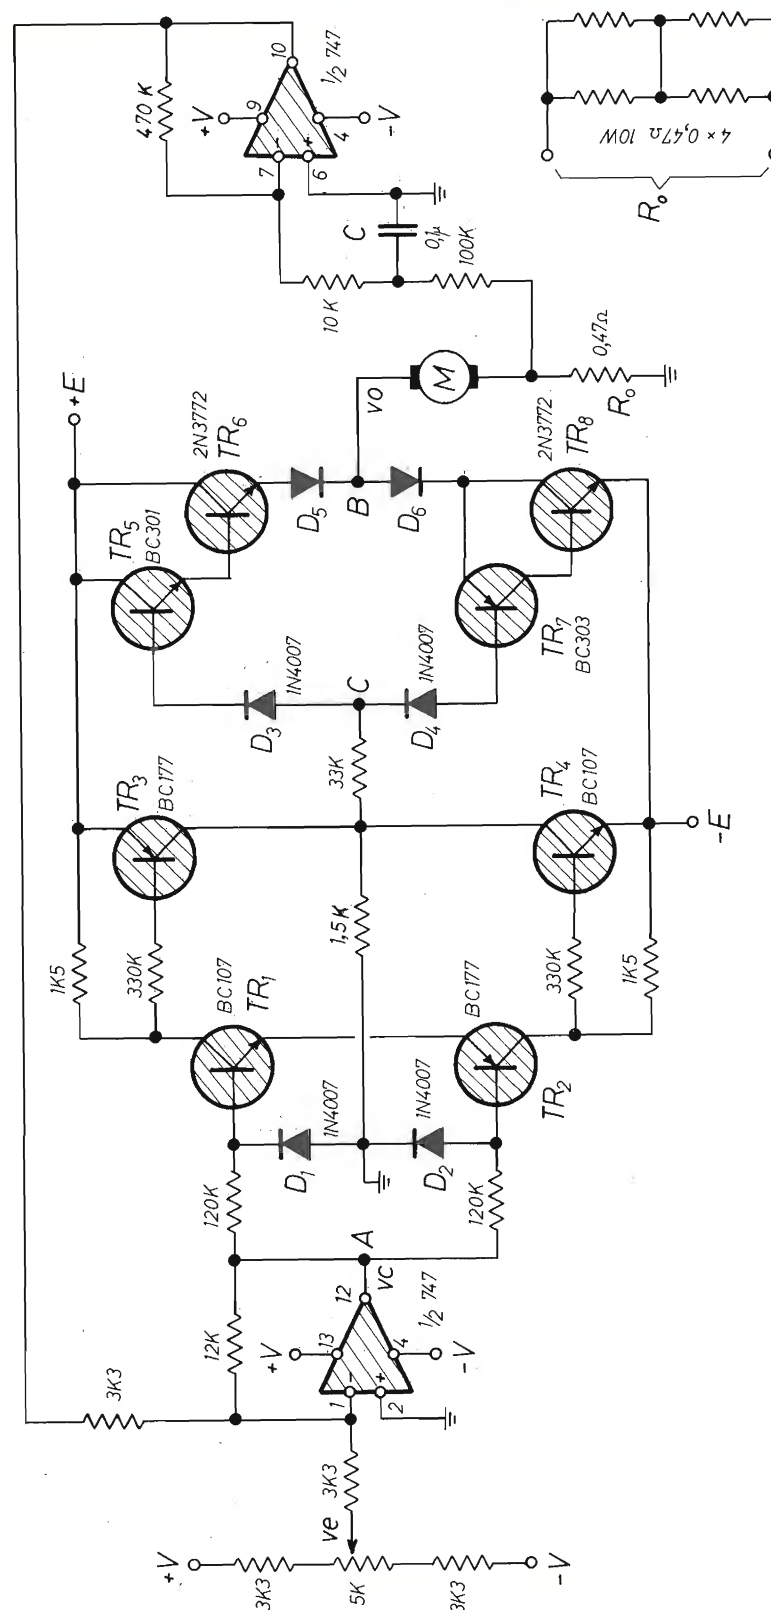 470 K
+V
9
10
1/2 747
4
-V
7
-
+
6
C
0,1µ
10 K
100K
4 × 0,47Ω 10W
R₀
+E
2N3772
TR₆
TR₅
BC301
D₅
B
D₆
vo
M
0,47Ω
R₀
2N3772
TR₈
TR₇
BC303
1N4007
D₃
C
1N4007
D₄
TR₃
BC177
33K
TR₄
BC107
-E
1K5
330K
1,5K
330K
1K5
BC107
TR₁
BC177
TR₂
1N4007
D₁
1N4007
D₂
120K
120K
A
vc
12
12K
+V
13
1/2 747
4
-V
3K3
1
-
+
2
3K3
ve
+V
3K3
5K
3K3
-V